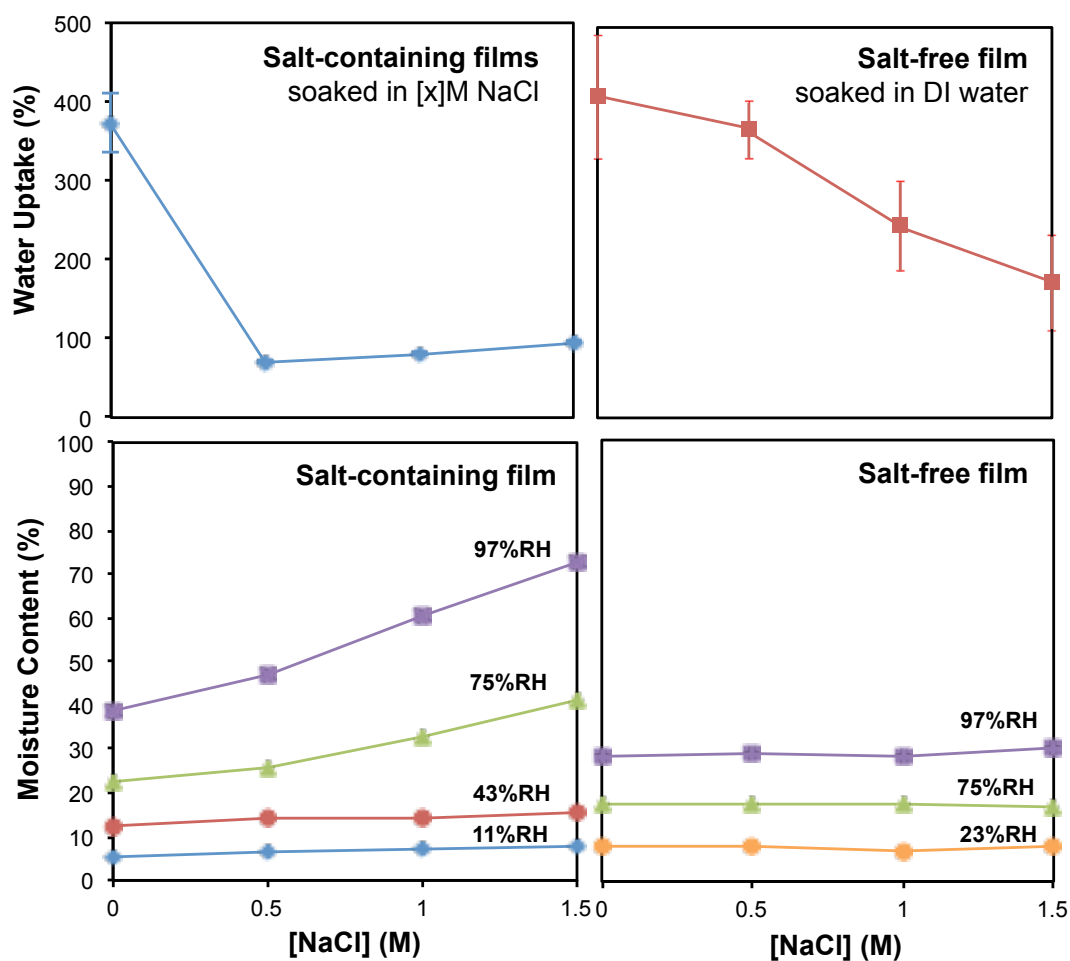 Water Uptake (%)
500
400
300
200
100
0
Salt-containing films
soaked in [x]M NaCl
Salt-free film
soaked in DI water
Moisture Content (%)
100
90
80
70
60
50
40
30
20
10
0
Salt-containing film
97%RH
75%RH
43%RH
11%RH
0
0.5
1
1.5
[NaCl] (M)
Salt-free film
97%RH
75%RH
23%RH
0
0.5
1
1.5
[NaCl] (M)